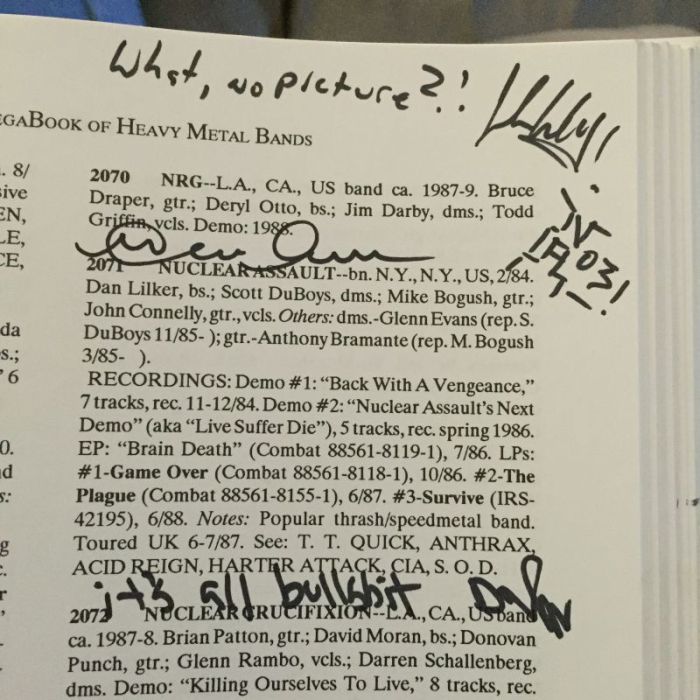 What, no picture?!
EGABOOK OF HEAVY METAL BANDS
. 8/
sive
EN,
LE,
CE,
da
s.;
’6
0.
d
s:
g
c.
r
’
2070 NRG--L.A., CA., US band ca. 1987-9. Bruce
Draper, gtr.; Deryl Otto, bs.; Jim Darby, dms.; Todd
Griffin, vcls. Demo: 1988.
2071 NUCLEAR ASSAULT--bn. N.Y., N.Y., US, 2/84.
Dan Lilker, bs.; Scott DuBoys, dms.; Mike Bogush, gtr.;
John Connelly, gtr., vcls. Others: dms.-Glenn Evans (rep. S.
DuBoys 11/85- ); gtr.-Anthony Bramante (rep. M. Bogush
3/85- ).
RECORDINGS: Demo #1: “Back With A Vengeance,”
7 tracks, rec. 11-12/84. Demo #2: “Nuclear Assault's Next
Demo” (aka “Live Suffer Die”), 5 tracks, rec. spring 1986.
EP: “Brain Death” (Combat 88561-8119-1), 7/86. LPs:
#1-Game Over (Combat 88561-8118-1), 10/86. #2-The
Plague (Combat 88561-8155-1), 6/87. #3-Survive (IRS-
42195), 6/88. Notes: Popular thrash/speedmetal band.
Toured UK 6-7/87. See: T. T. QUICK, ANTHRAX,
ACID REIGN, HARTER ATTACK, CIA, S. O. D.
it's all bullshit
2072 NUCLEAR CRUCIFIXION--L.A., CA., US band
ca. 1987-8. Brian Patton, gtr.; David Moran, bs.; Donovan
Punch, gtr.; Glenn Rambo, vcls.; Darren Schallenberg,
dms. Demo: “Killing Ourselves To Live,” 8 tracks, rec.